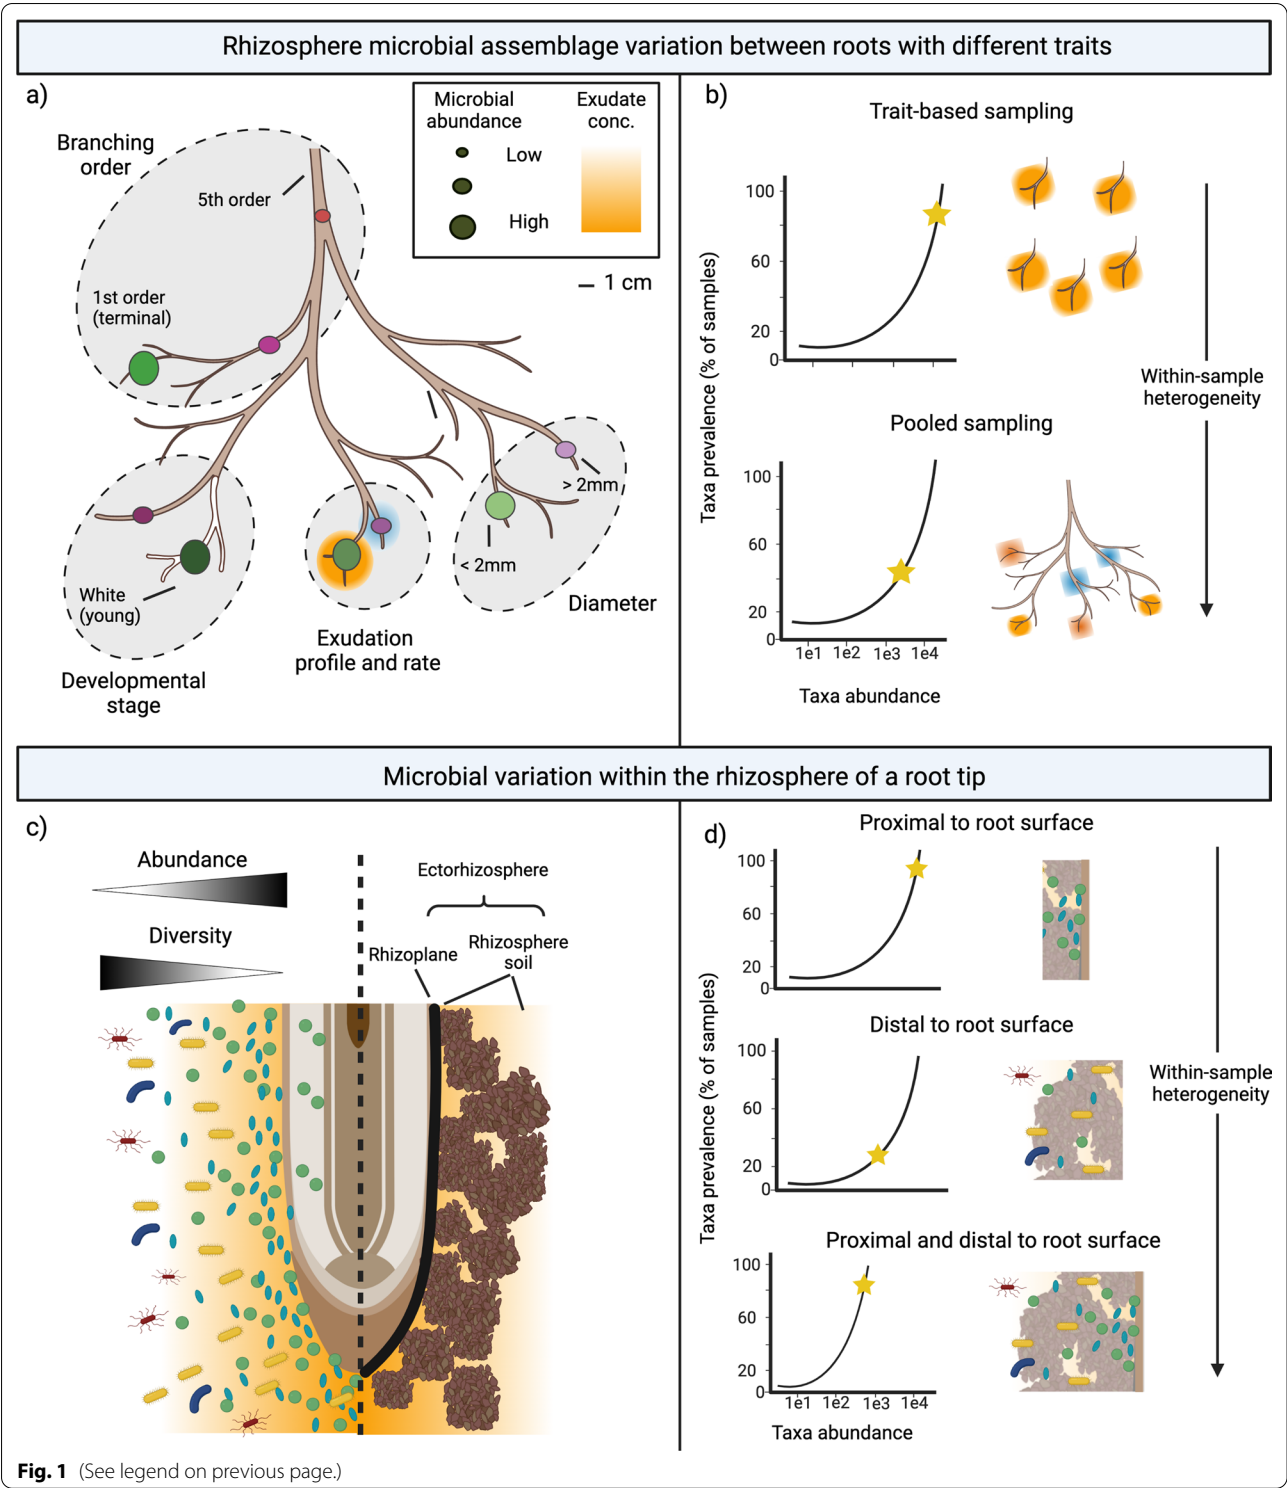 Rhizosphere microbial assemblage variation between roots with different traits
a)
Microbial
abundance
Exudate
conc.
Low
High
1 cm
Branching
order
5th order
1st order
(terminal)
> 2mm
< 2mm
Diameter
White
(young)
Exudation
profile and rate
Developmental
stage
b)
Trait-based sampling
100
60
20
0
Pooled sampling
100
60
20
0
1e1 1e2 1e3 1e4
Taxa abundance
Taxa prevalence (% of samples)
Within-sample
heterogeneity
Microbial variation within the rhizosphere of a root tip
c)
Abundance
Diversity
Ectorhizosphere
Rhizoplane
Rhizosphere
soil
d)
Proximal to root surface
100
60
20
0
Distal to root surface
100
60
20
0
Proximal and distal to root surface
100
60
20
0
1e1 1e2 1e3 1e4
Taxa abundance
Taxa prevalence (% of samples)
Within-sample
heterogeneity
Fig. 1 (See legend on previous page.)